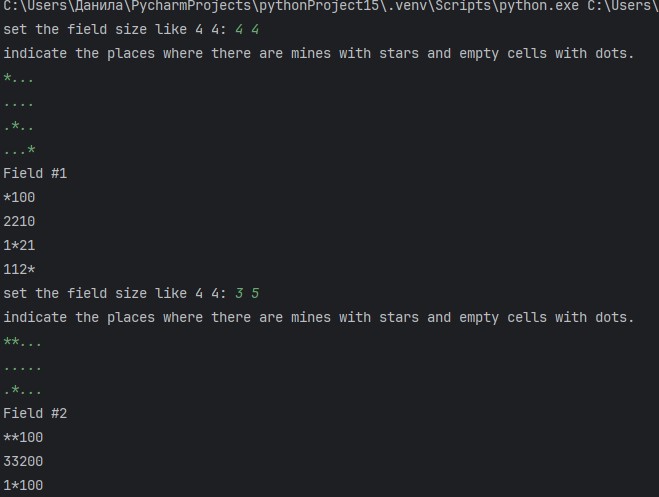 C:\Users\Данила\PycharmProjects\pythonProject15\.venv\Scripts\python.exe C:\Users\
set the field size like 4 4: 4 4
indicate the places where there are mines with stars and empty cells with dots.
*...
....
.*..
...*
Field #1
*100
2210
1*21
112*
set the field size like 4 4: 3 5
indicate the places where there are mines with stars and empty cells with dots.
**...
.....
.*...
Field #2
**100
33200
1*100